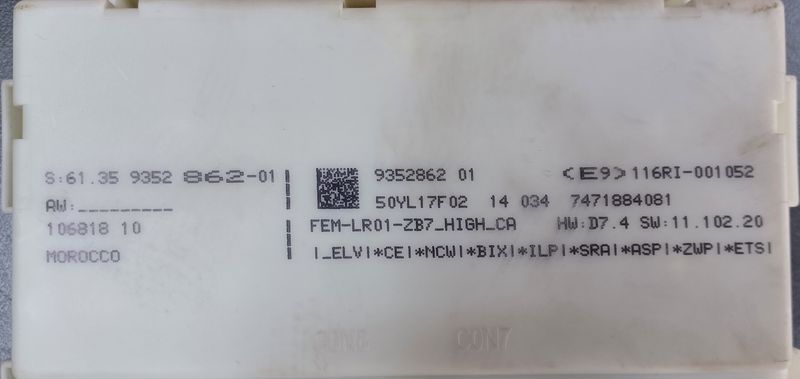 S:61.35 9352 862-01
AW:_________
106818 10
MOROCCO
9352862 01 <E9>116RI-001052
50YL17F02 14 034 7471884081
FEM-LR01-ZB7_HIGH_CA HW:D7.4 SW:11.102.20
|_ELV|*CE|*NCW|*BIX|*ILP|*SRA|*ASP|*ZWP|*ETS|
CON7